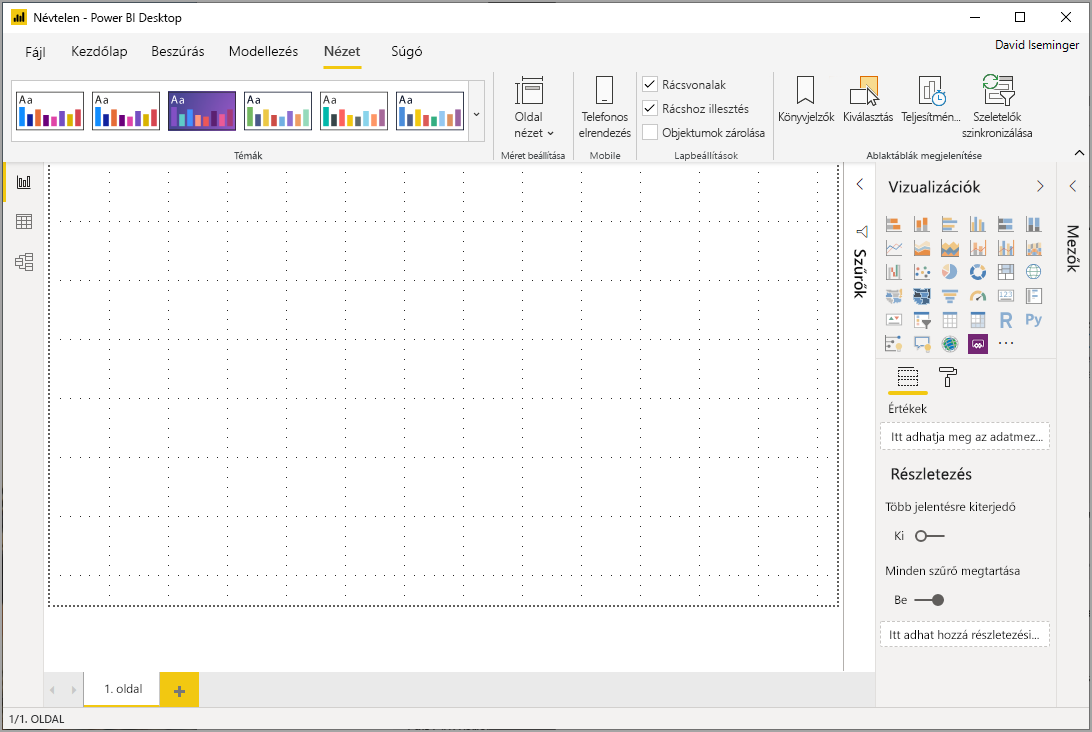 Névtelen - Power BI Desktop
David Iseminger
Fájl Kezdőlap Beszúrás Modellezés Nézet Súgó
Aa Aa Aa Aa Aa Aa
Témák
Oldal
nézet
Méret beállítása
Telefonos
elrendezés
Mobile
Rácsvonalak
Rácshoz illesztés
Objektumok zárolása
Lapbeállítások
Könyvjelzők
Kiválasztás
Teljesítmén...
Szeletelők
szinkronizálása
Ablaktáblák megjelenítése
Szűrők
Vizualizációk
123
R
Py
Értékek
Itt adhatja meg az adatmez...
Részletezés
Több jelentésre kiterjedő
Ki
Minden szűrő megtartása
Be
Itt adhat hozzá részletezési...
Mezők
1. oldal
1/1. OLDAL